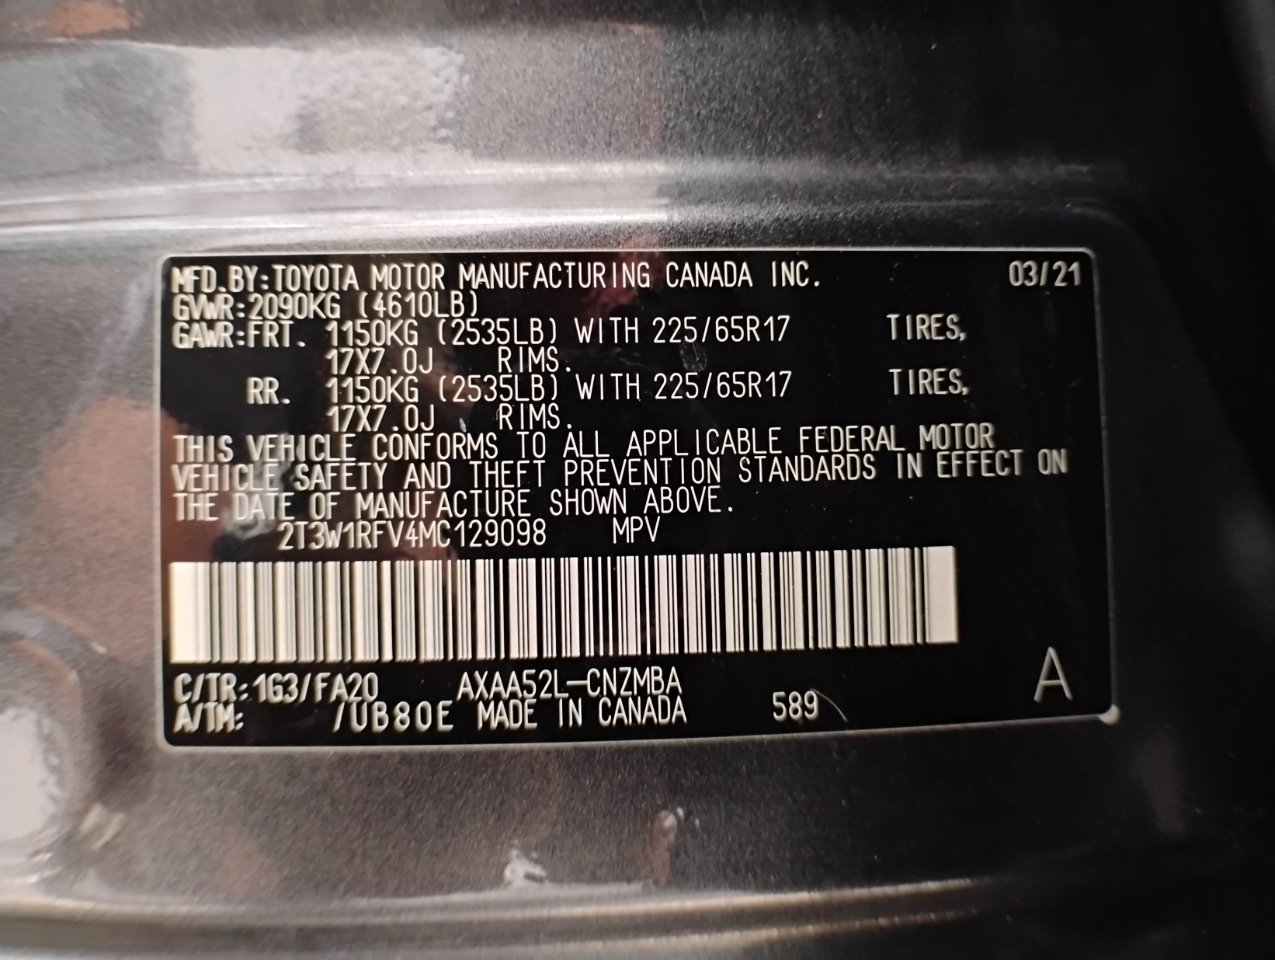 MFD.BY:TOYOTA MOTOR MANUFACTURING CANADA INC. 03/21
GVWR:2090KG (4610LB)
GAWR:FRT. 1150KG (2535LB) WITH 225/65R17 TIRES,
17X7.0J RIMS.
RR. 1150KG (2535LB) WITH 225/65R17 TIRES,
17X7.0J RIMS.
THIS VEHICLE CONFORMS TO ALL APPLICABLE FEDERAL MOTOR
VEHICLE SAFETY AND THEFT PREVENTION STANDARDS IN EFFECT ON
THE DATE OF MANUFACTURE SHOWN ABOVE.
2T3W1RFV4MC129098 MPV
C/TR:1G3/FA20 AXAA52L-CNZMBA A
A/TM: /UB80E MADE IN CANADA 589